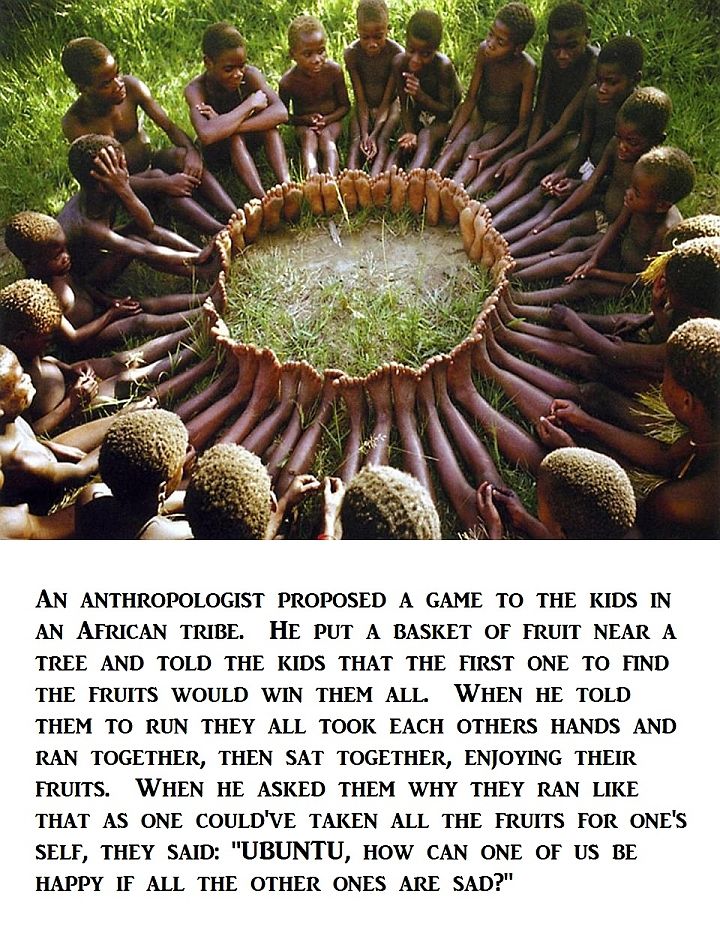 An anthropologist proposed a game to the kids in
an African tribe. He put a basket of fruit near a
tree and told the kids that the first one to find
the fruits would win them all. When he told
them to run they all took each others hands and
ran together, then sat together, enjoying their
fruits. When he asked them why they ran like
that as one could've taken all the fruits for one's
self, they said: "UBUNTU, how can one of us be
happy if all the other ones are sad?"